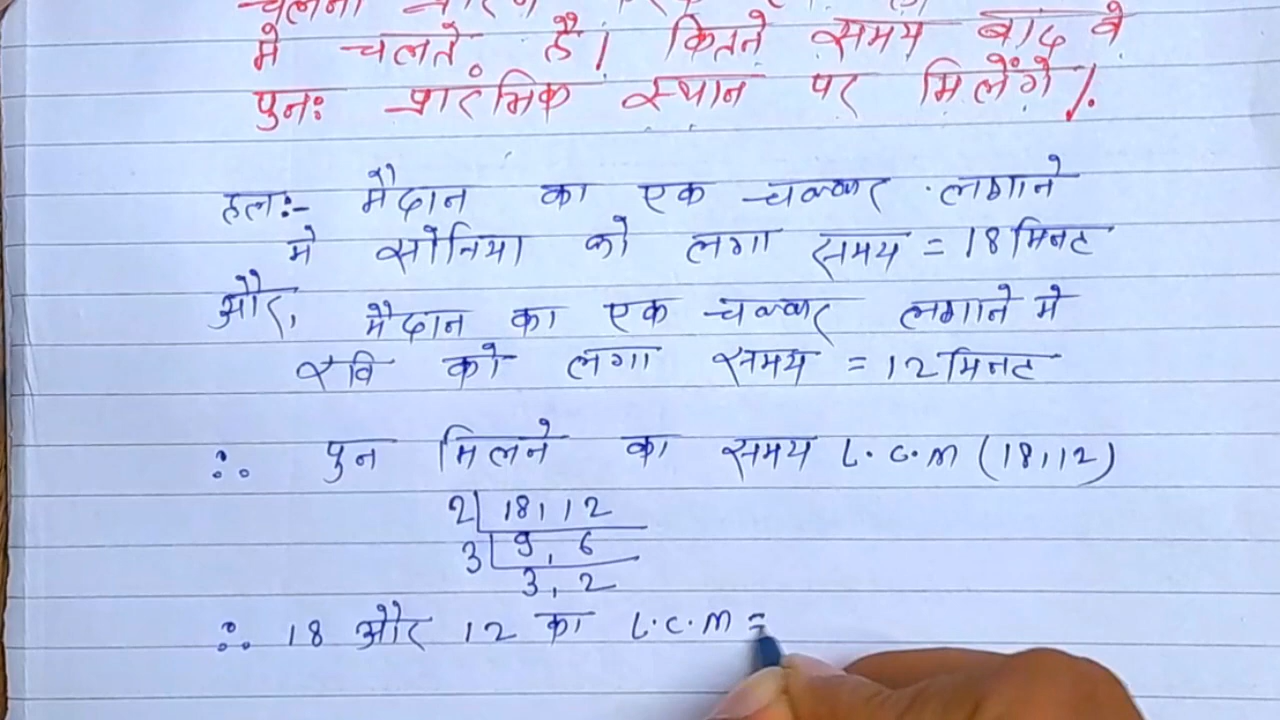 चलना
मे चलते हैं। कितने समय बाद वे
पुनः प्रारंभिक स्थान पर मिलेंगे।
हलः- मैदान का एक चक्कर लगाने
मे सोनिया को लगा समय = 18 मिनट
और, मैदान का एक चक्कर लगाने मे
रवि को लगा समय = 12 मिनट
∴ पुन मिलने का समय L.C.M (18,12)
2 | 18, 12
3 | 9, 6
3, 2
∴ 18 और 12 का L.C.M =